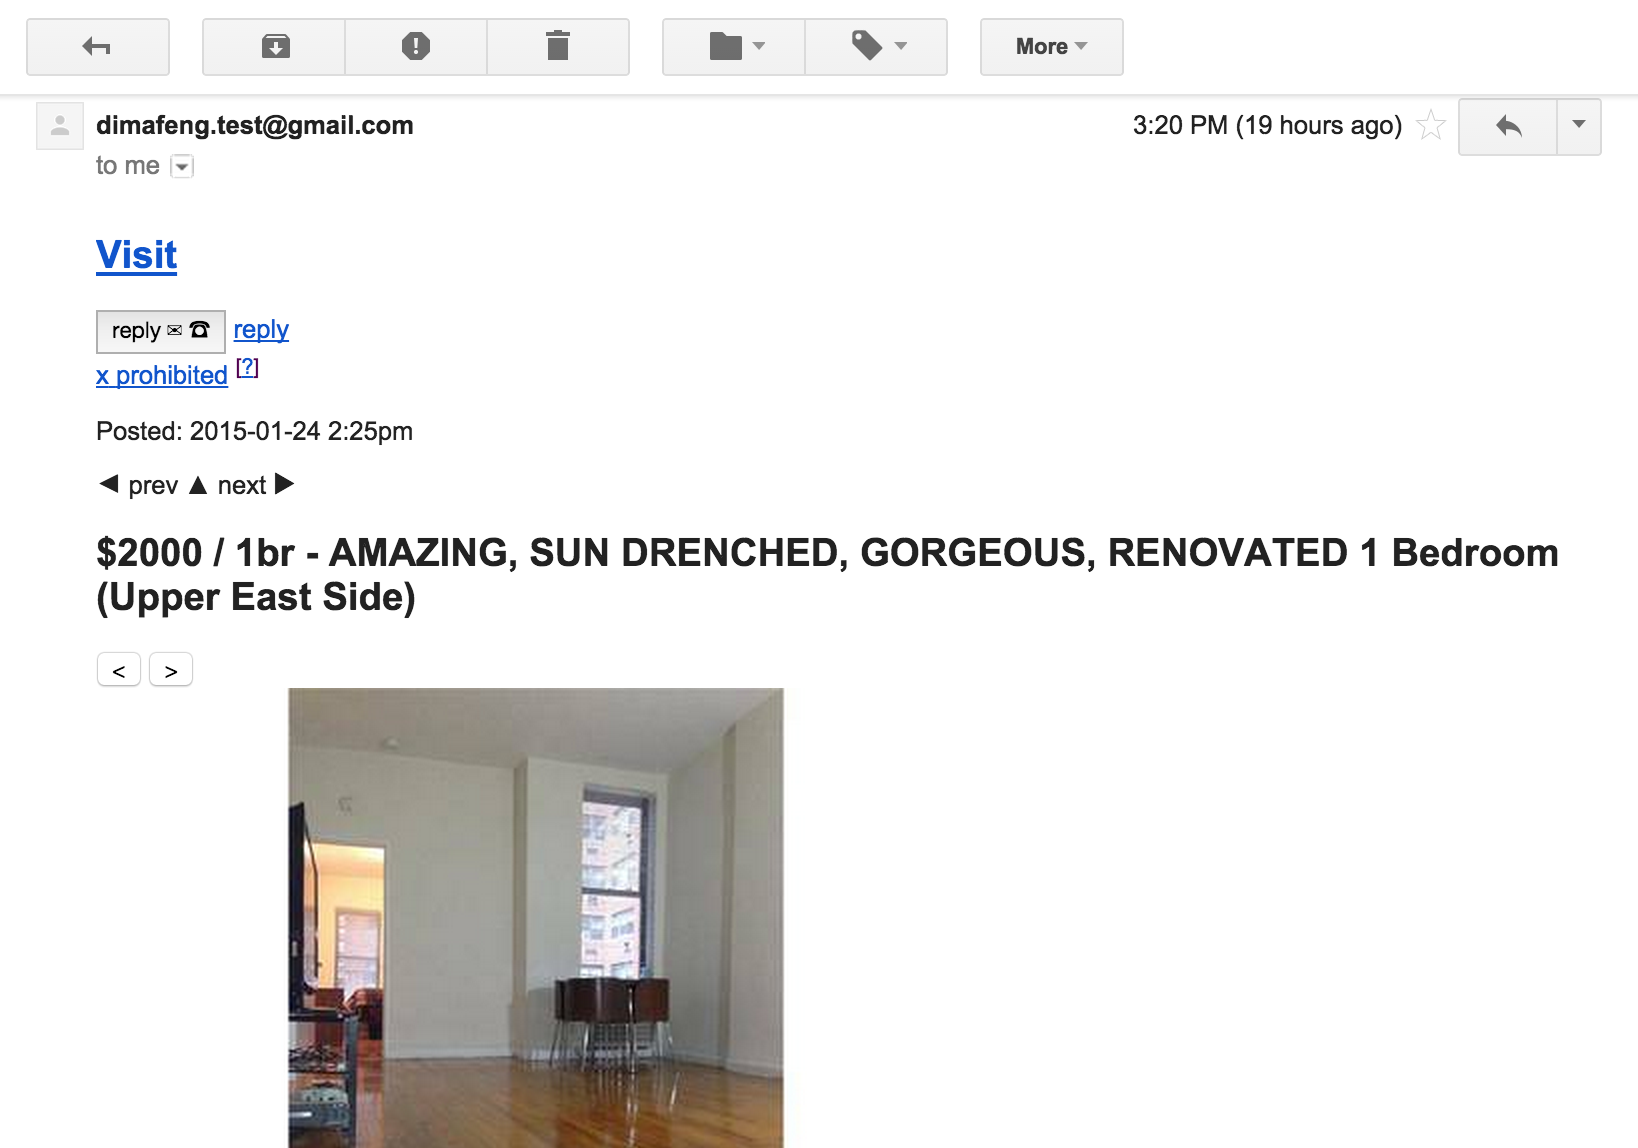 More
dimafeng.test@gmail.com
3:20 PM (19 hours ago)
to me
Visit
reply ✉ ☎ reply
x prohibited [?]
Posted: 2015-01-24 2:25pm
◀ prev ▲ next ▶
$2000 / 1br - AMAZING, SUN DRENCHED, GORGEOUS, RENOVATED 1 Bedroom
(Upper East Side)
< >